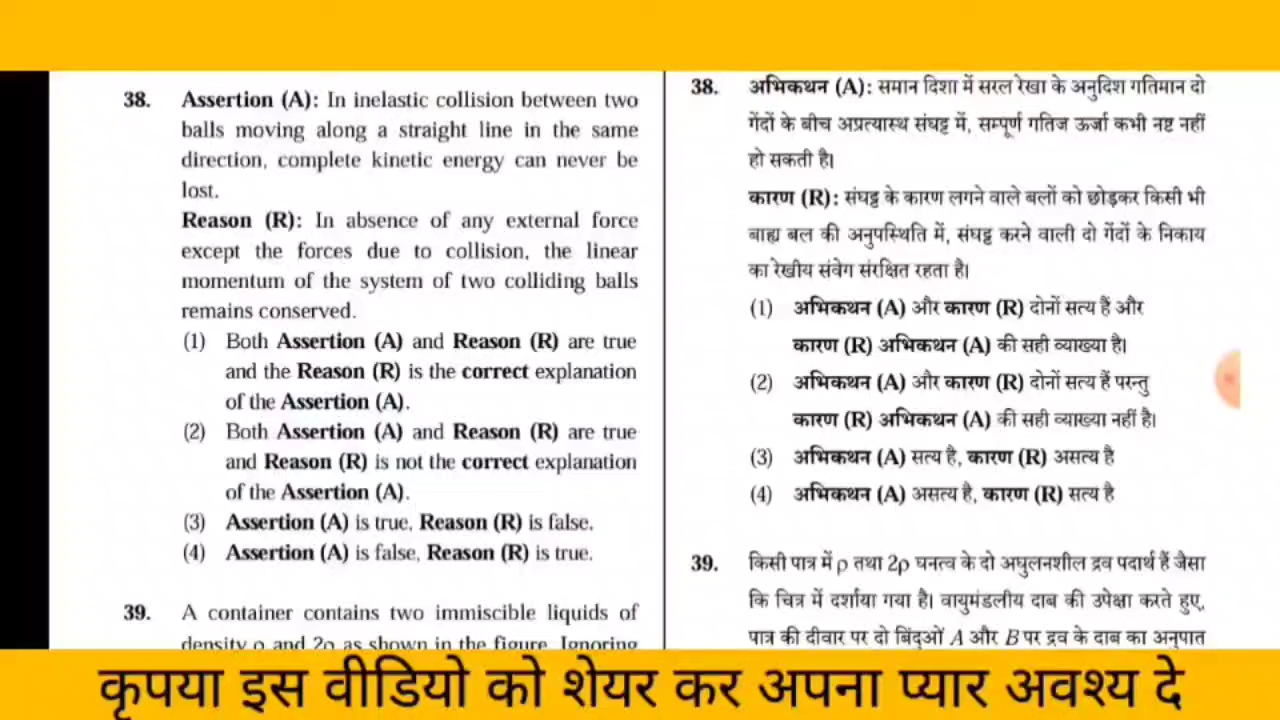 38. Assertion (A): In inelastic collision between two
balls moving along a straight line in the same
direction, complete kinetic energy can never be
lost.
Reason (R): In absence of any external force
except the forces due to collision, the linear
momentum of the system of two colliding balls
remains conserved.
(1) Both Assertion (A) and Reason (R) are true
and the Reason (R) is the correct explanation
of the Assertion (A).
(2) Both Assertion (A) and Reason (R) are true
and Reason (R) is not the correct explanation
of the Assertion (A).
(3) Assertion (A) is true, Reason (R) is false.
(4) Assertion (A) is false, Reason (R) is true.
39. A container contains two immiscible liquids of
density ρ and 2ρ as shown in the figure. Ignoring
38. अभिकथन (A): समान दिशा में सरल रेखा के अनुदिश गतिमान दो
गेंदों के बीच अप्रत्यास्थ संघट्ट में, सम्पूर्ण गतिज ऊर्जा कभी नष्ट नहीं
हो सकती है।
कारण (R): संघट्ट के कारण लगने वाले बलों को छोड़कर किसी भी
बाह्य बल की अनुपस्थिति में, संघट्ट करने वाली दो गेंदों के निकाय
का रेखीय संवेग संरक्षित रहता है।
(1) अभिकथन (A) और कारण (R) दोनों सत्य हैं और
कारण (R) अभिकथन (A) की सही व्याख्या है।
(2) अभिकथन (A) और कारण (R) दोनों सत्य हैं परन्तु
कारण (R) अभिकथन (A) की सही व्याख्या नहीं है।
(3) अभिकथन (A) सत्य है, कारण (R) असत्य है
(4) अभिकथन (A) असत्य है, कारण (R) सत्य है
39. किसी पात्र में ρ तथा 2ρ घनत्व के दो अघुलनशील द्रव पदार्थ हैं जैसा
कि चित्र में दर्शाया गया है। वायुमंडलीय दाब की उपेक्षा करते हुए,
पात्र की दीवार पर दो बिंदुओं A और B पर द्रव के दाब का अनुपात
कृपया इस वीडियो को शेयर कर अपना प्यार अवश्य दे